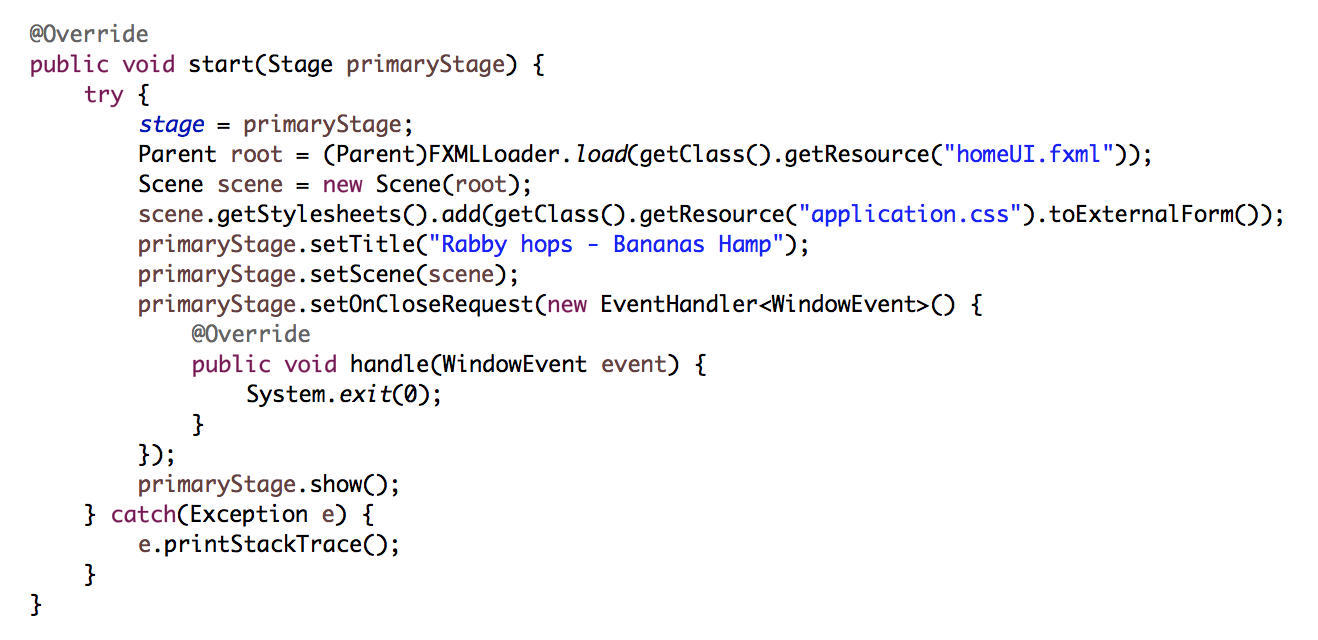 @Override
public void start(Stage primaryStage) {
    try {
        stage = primaryStage;
        Parent root = (Parent)FXMLLoader.load(getClass().getResource("homeUI.fxml"));
        Scene scene = new Scene(root);
        scene.getStylesheets().add(getClass().getResource("application.css").toExternalForm());
        primaryStage.setTitle("Rabby hops - Bananas Hamp");
        primaryStage.setScene(scene);
        primaryStage.setOnCloseRequest(new EventHandler<WindowEvent>() {
            @Override
            public void handle(WindowEvent event) {
                System.exit(0);
            }
        });
        primaryStage.show();
    } catch(Exception e) {
        e.printStackTrace();
    }
}